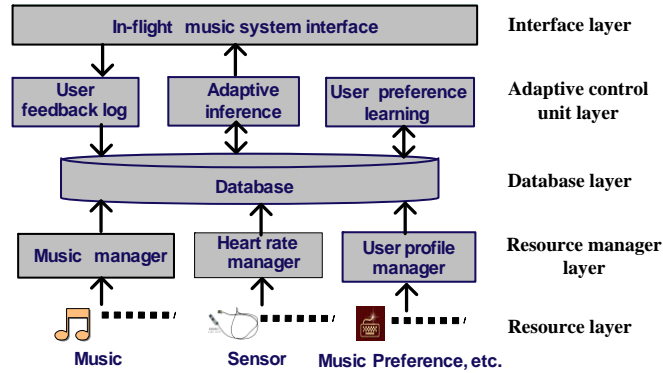 In-flight music system interface
Interface layer
User
feedback log
Adaptive
inference
User preference
learning
Adaptive control
unit layer
Database
Database layer
Music manager
Heart rate
manager
User profile
manager
Resource manager
layer
Resource layer
Music
Sensor
Music Preference, etc.